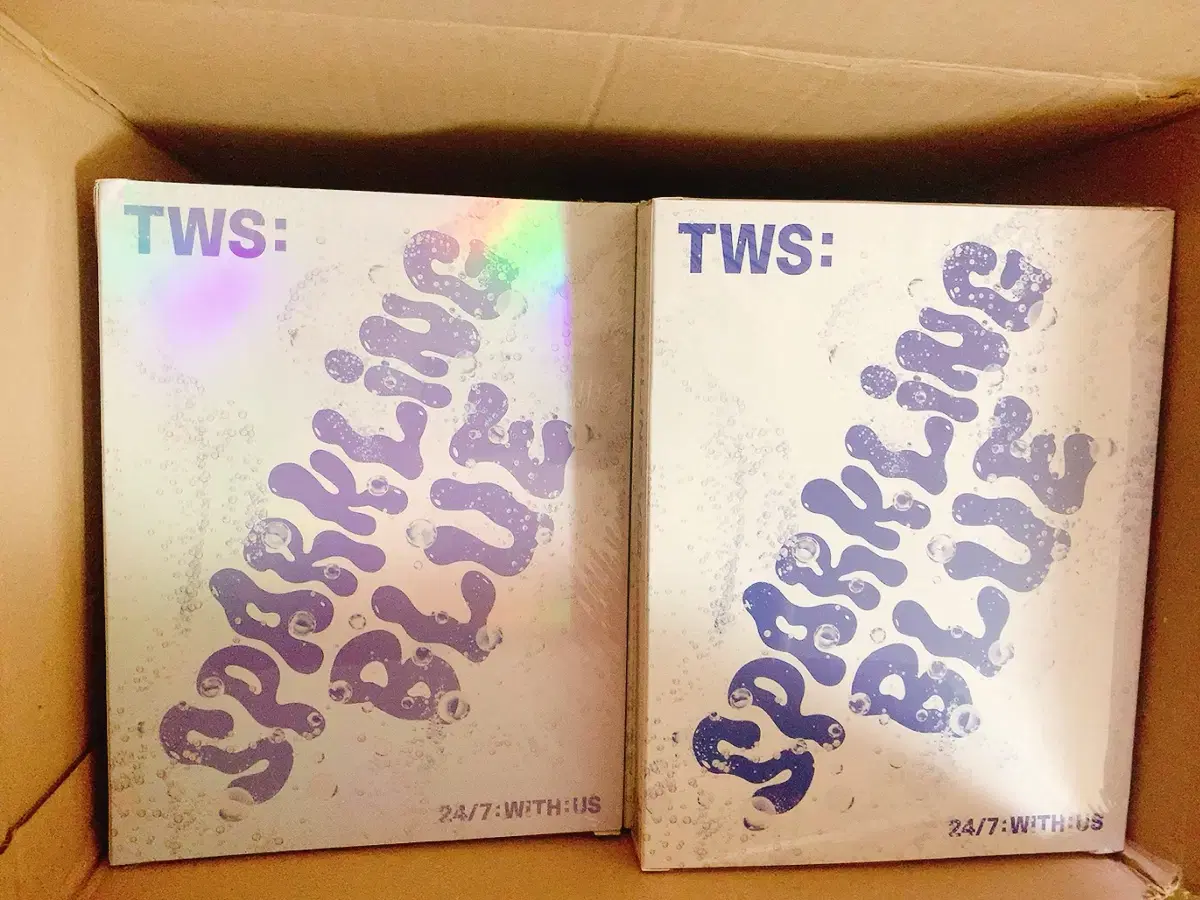 TWS:
SPARKLiNG
BLUE
24/7:WiTH:US
TWS:
SPARKLiNG
BLUE
24/7:WiTH:US